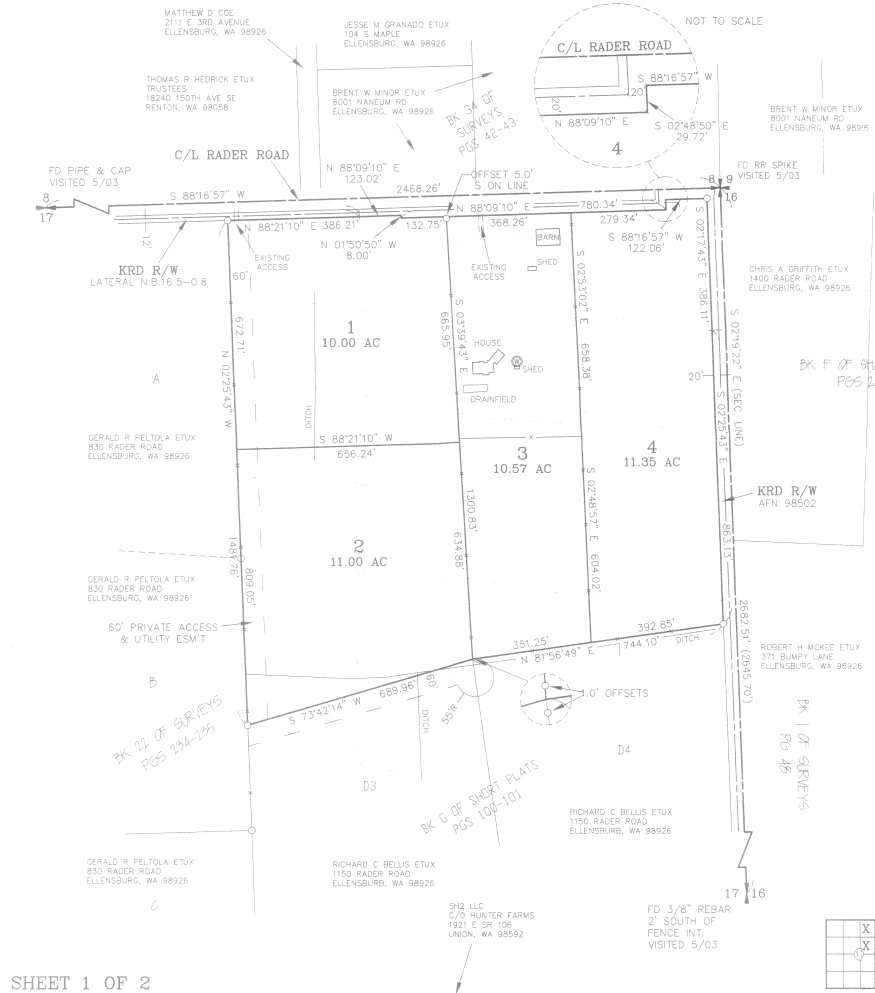 MATTHEW D COE
2111 E 3RD AVENUE
ELLENSBURG, WA 98926
JESSE M GRANADO ETUX
104 S MAPLE
ELLENSBURG, WA 98926
NOT TO SCALE
C/L RADER ROAD
S 88°16'57" W
20'
20'
N 88°09'10" E
S 02°48'50" E
29.72'
4
THOMAS R HEDRICK ETUX
TRUSTEES
18240 150TH AVE SE
RENTON, WA 98058
BRENT W MINOR ETUX
8001 NANEUM RD
ELLENSBURG, WA 98926
BK 34 OF
SURVEYS
PGS 42-43
BRENT W MINOR ETUX
8001 NANEUM RD
ELLENSBURG, WA 98916
C/L RADER ROAD
FD PIPE & CAP
VISITED 5/03
N 88°09'10" E
123.02'
OFFSET 5.0'
S ON LINE
FD RR SPIKE
VISITED 5/03
8
17
S 88°16'57" W
2468.26'
8 9
16
N 88°09'10" E
780.34'
N 88°21'10" E 386.21'
132.75'
368.26'
279.34'
12'
N 01°50'50" W
8.00'
S 88°16'57" W
122.06'
KRD R/W
LATERAL N.B.16.5-0.8
EXISTING
ACCESS
60'
EXISTING
ACCESS
BARN
SHED
S 02°17'43" E 386.11'
CHRIS A GRIFFITH ETUX
1400 RADER ROAD
ELLENSBURG, WA 98926
1
10.00 AC
672.71'
N 02°25'43" W
S 03°39'43" E
665.95'
S 02°53'02" E 658.38'
HOUSE
W
SHED
DRAINFIELD
S 02°19'22" E (SEC. LINE)
BK F OF SH
PGS 2
20'
S 02°25'43" E
863.13'
A
DITCH
GERALD R PELTOLA ETUX
830 RADER ROAD
ELLENSBURG, WA 98926
S 88°21'10" W
656.24'
X
3
10.57 AC
4
11.35 AC
KRD R/W
AFN 98502
1300.83'
634.88'
S 02°48'57" E 604.02'
2
11.00 AC
1481.76'
809.05'
GERALD R PELTOLA ETUX
830 RADER ROAD
ELLENSBURG, WA 98926
60' PRIVATE ACCESS
& UTILITY ESM'T
351.25'
N 81°56'49" E
392.85'
744.10'
DITCH
2682.51' (2645.70')
ROBERT H MCKEE ETUX
371 BUMPY LANE
ELLENSBURG, WA 98926
B
S 73°42'14" W
689.96'
60'
55'R
DITCH
1.0' OFFSETS
BK 22 OF SURVEYS
PGS 234-235
D3
D4
BK G OF SHORT PLATS
PGS 100-101
BK 1 OF SURVEYS
PG 48
RICHARD C BELLIS ETUX
1150 RADER ROAD
ELLENSBURB, WA 98926
GERALD R PELTOLA ETUX
830 RADER ROAD
ELLENSBURG, WA 98926
C
RICHARD C BELLIS ETUX
1150 RADER ROAD
ELLENSBURB, WA 98926
17 16
SH2 LLC
C/O HUNTER FARMS
1921 E SR 106
UNION, WA 98592
FD 3/8" REBAR
2' SOUTH OF
FENCE INT.
VISITED 5/03
X
X
17
SHEET 1 OF 2